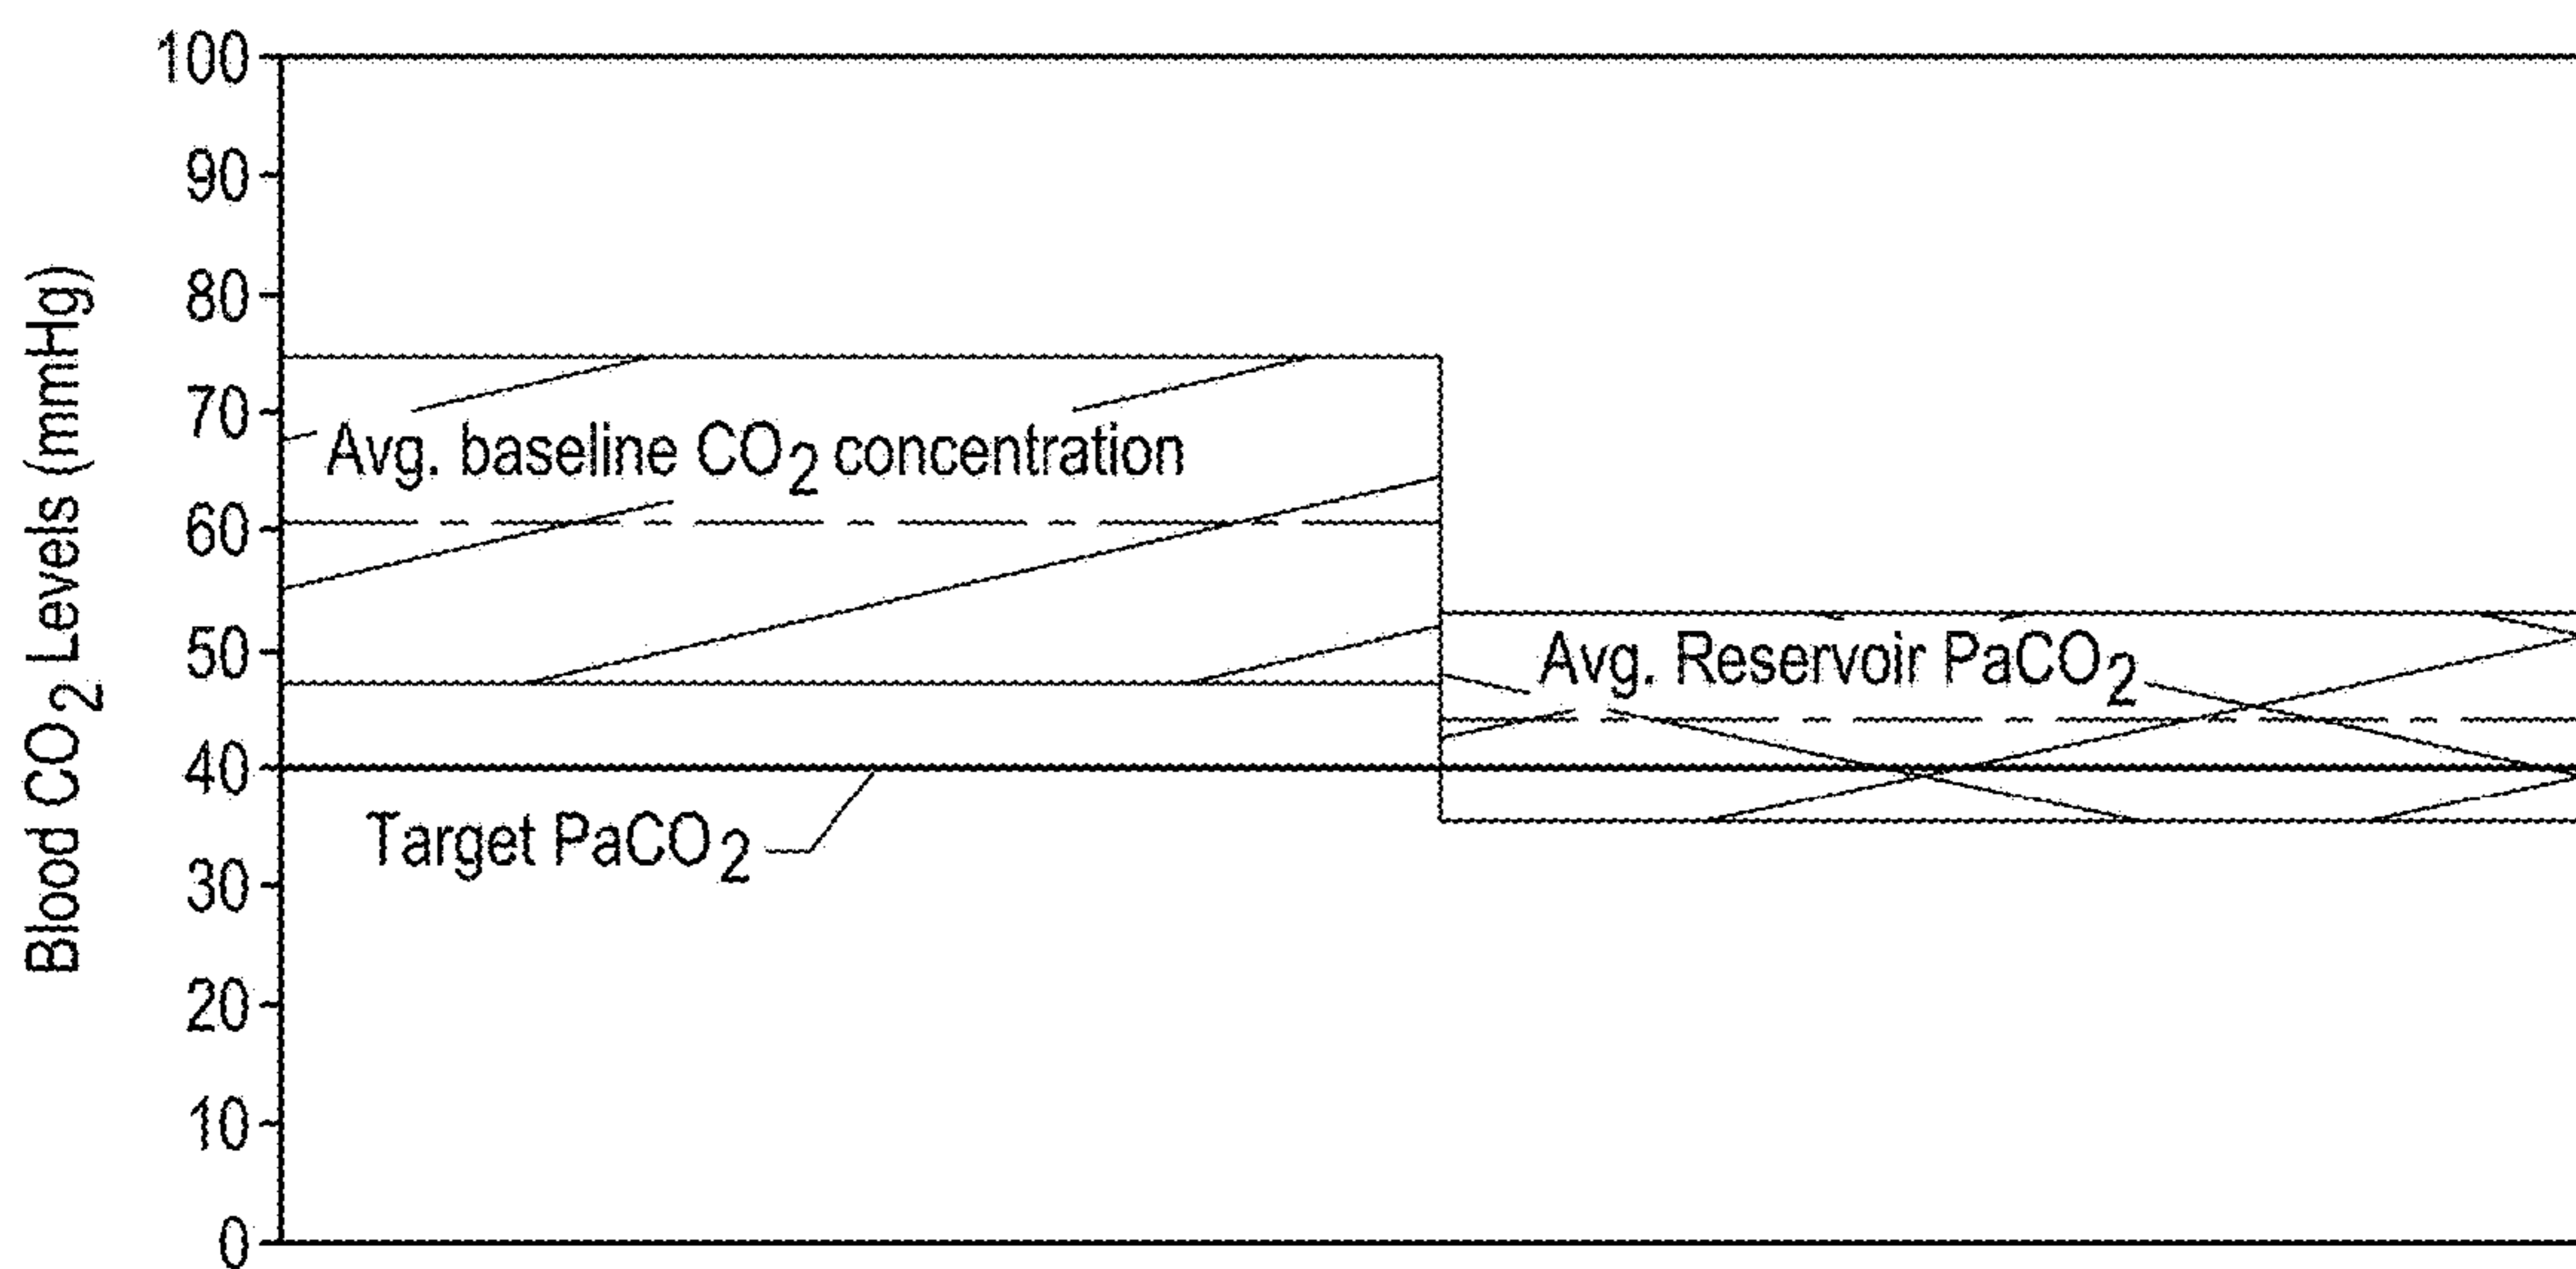 Blood CO2 Levels (mmHg)
100
90
80
70
60
50
40
30
20
10
0
Avg. baseline CO2 concentration
Avg. Reservoir PaCO2
Target PaCO2